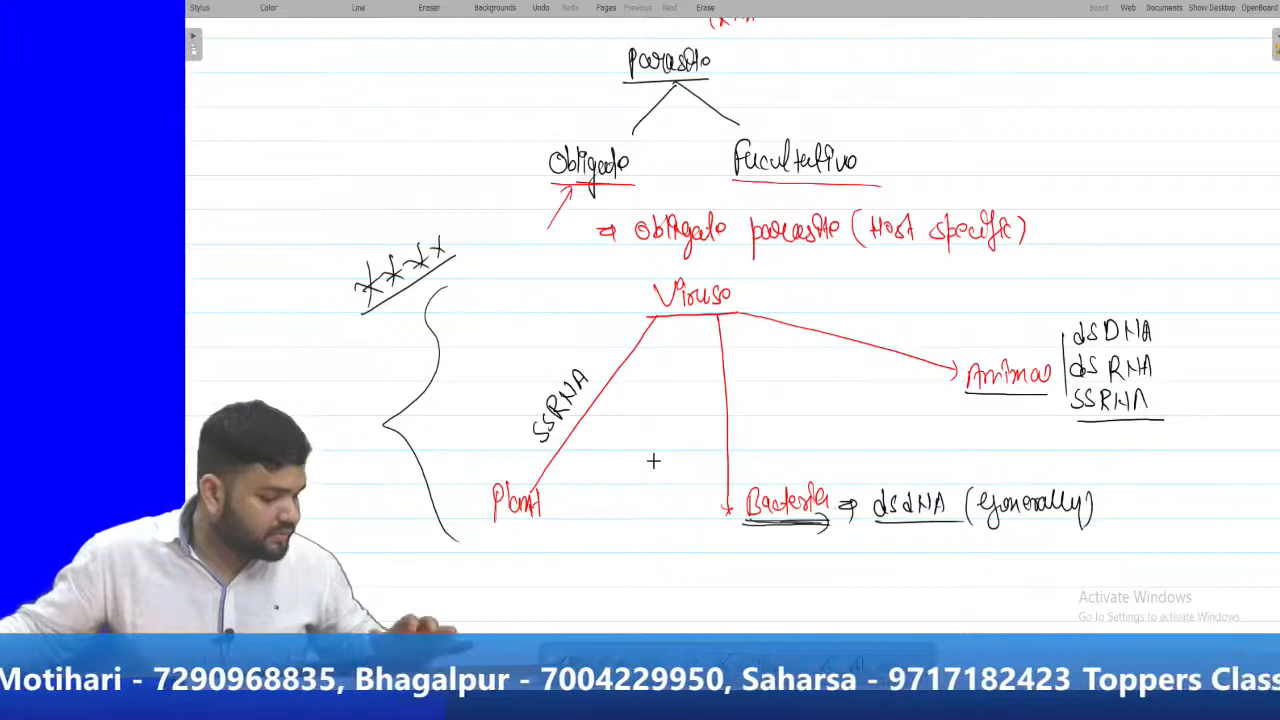 Stylus Color Line Eraser Backgrounds Undo Redo Pages Previous Next Erase Board Web Documents Show Desktop OpenBoard
Parasite
Obligate Facultative
⇒ Obligate parasite (Host specific)
Viruse
dSDNA
Animal dSRNA
SSRNA
SSRNA
Plant Bacteria ⇒ dSdNA (Generally)
Activate Windows
Go to Settings to activate Windows.
Motihari - 7290968835, Bhagalpur - 7004229950, Saharsa - 9717182423 Toppers Class